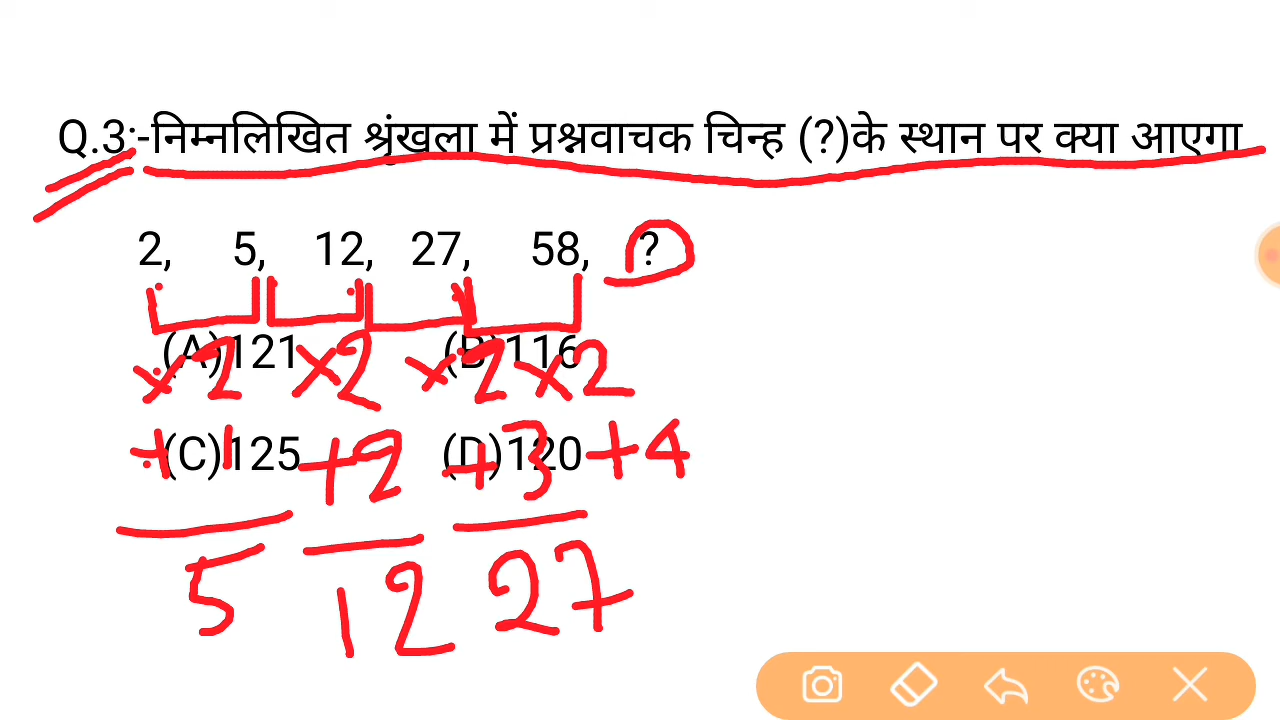 Q.3:-निम्नलिखित श्रुंखला में प्रश्नवाचक चिन्ह (?)के स्थान पर क्या आएगा
2, 5, 12, 27, 58, ?
(A)121 (B)116
×2 ×2 ×2 ×2
(C)125 (D)120
+1 +2 +3 +4
5 12 27